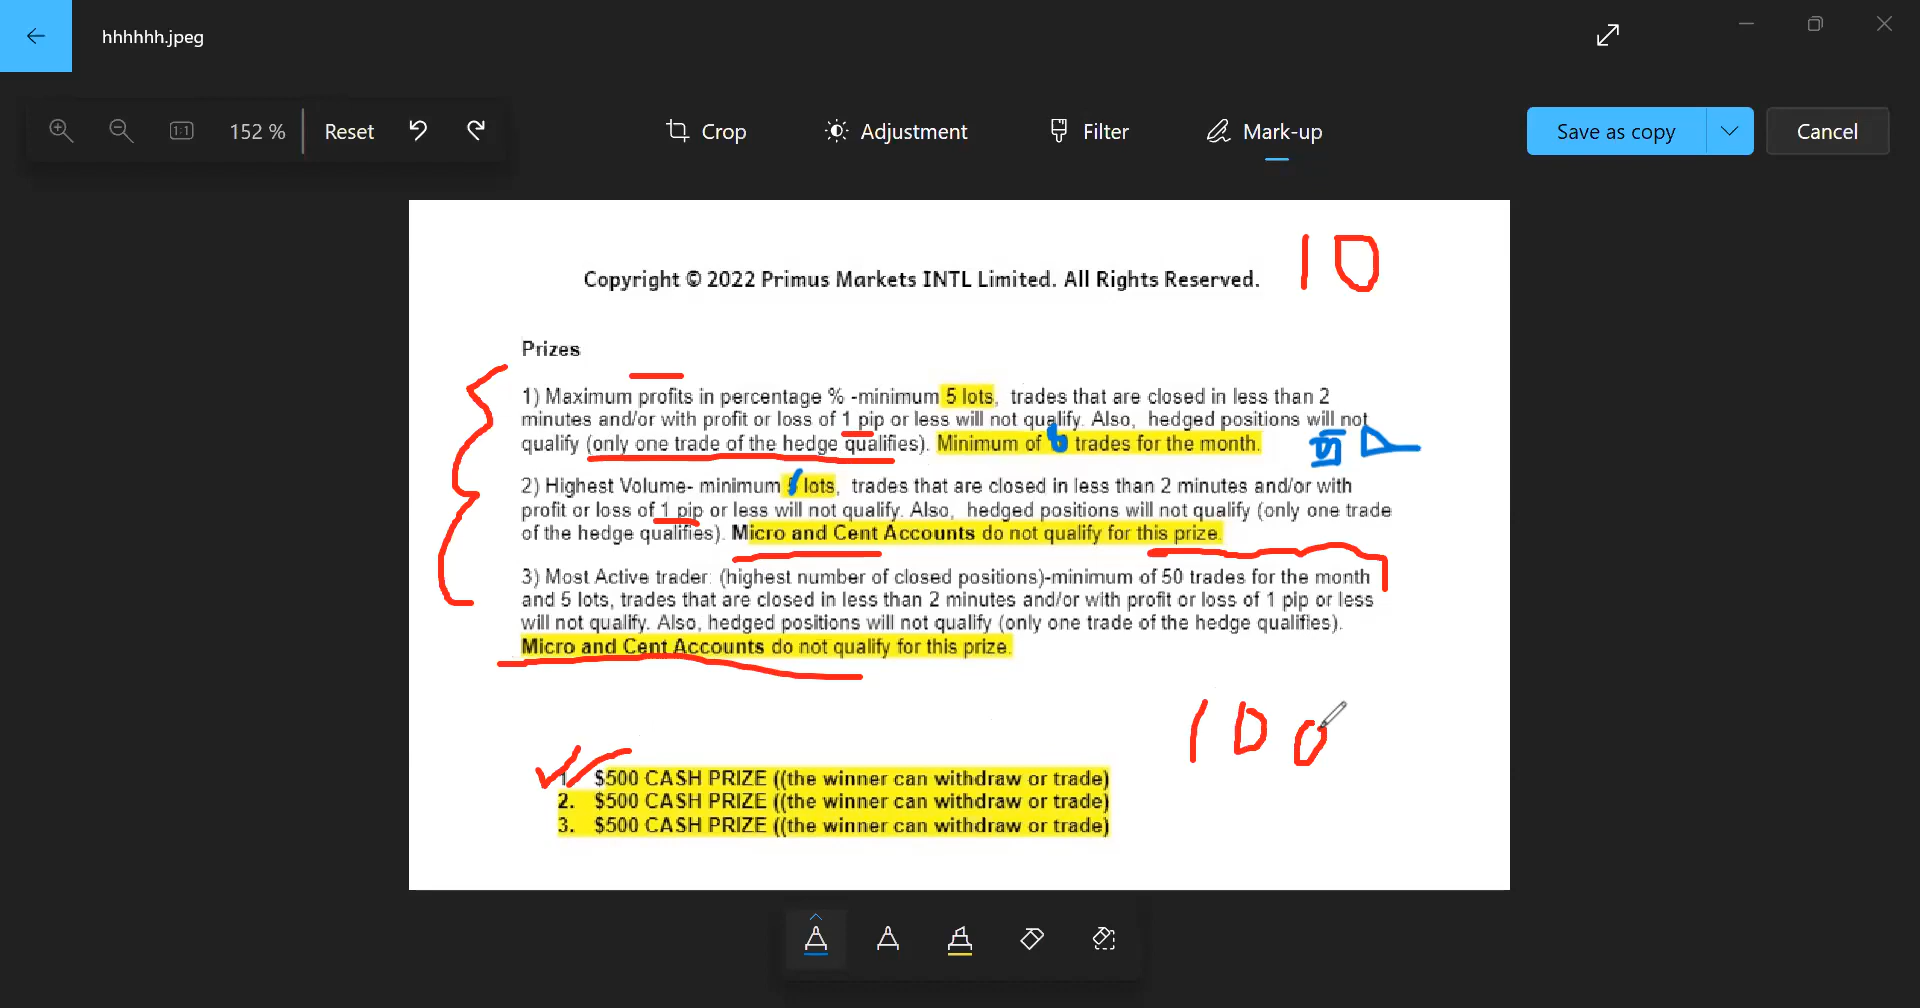 hhhhhh.jpeg
152 %
Reset
Crop
Adjustment
Filter
Mark-up
Save as copy
Cancel
10
Copyright © 2022 Primus Markets INTL Limited. All Rights Reserved.
Prizes
1) Maximum profits in percentage % -minimum 5 lots, trades that are closed in less than 2
minutes and/or with profit or loss of 1 pip or less will not qualify. Also, hedged positions will not
qualify (only one trade of the hedge qualifies). Minimum of trades for the month.
2) Highest Volume- minimum lots, trades that are closed in less than 2 minutes and/or with
profit or loss of 1 pip or less will not qualify. Also, hedged positions will not qualify (only one trade
of the hedge qualifies). Micro and Cent Accounts do not qualify for this prize.
3) Most Active trader: (highest number of closed positions)-minimum of 50 trades for the month
and 5 lots, trades that are closed in less than 2 minutes and/or with profit or loss of 1 pip or less
will not qualify. Also, hedged positions will not qualify (only one trade of the hedge qualifies).
Micro and Cent Accounts do not qualify for this prize.
100
1. $500 CASH PRIZE ((the winner can withdraw or trade)
2. $500 CASH PRIZE ((the winner can withdraw or trade)
3. $500 CASH PRIZE ((the winner can withdraw or trade)